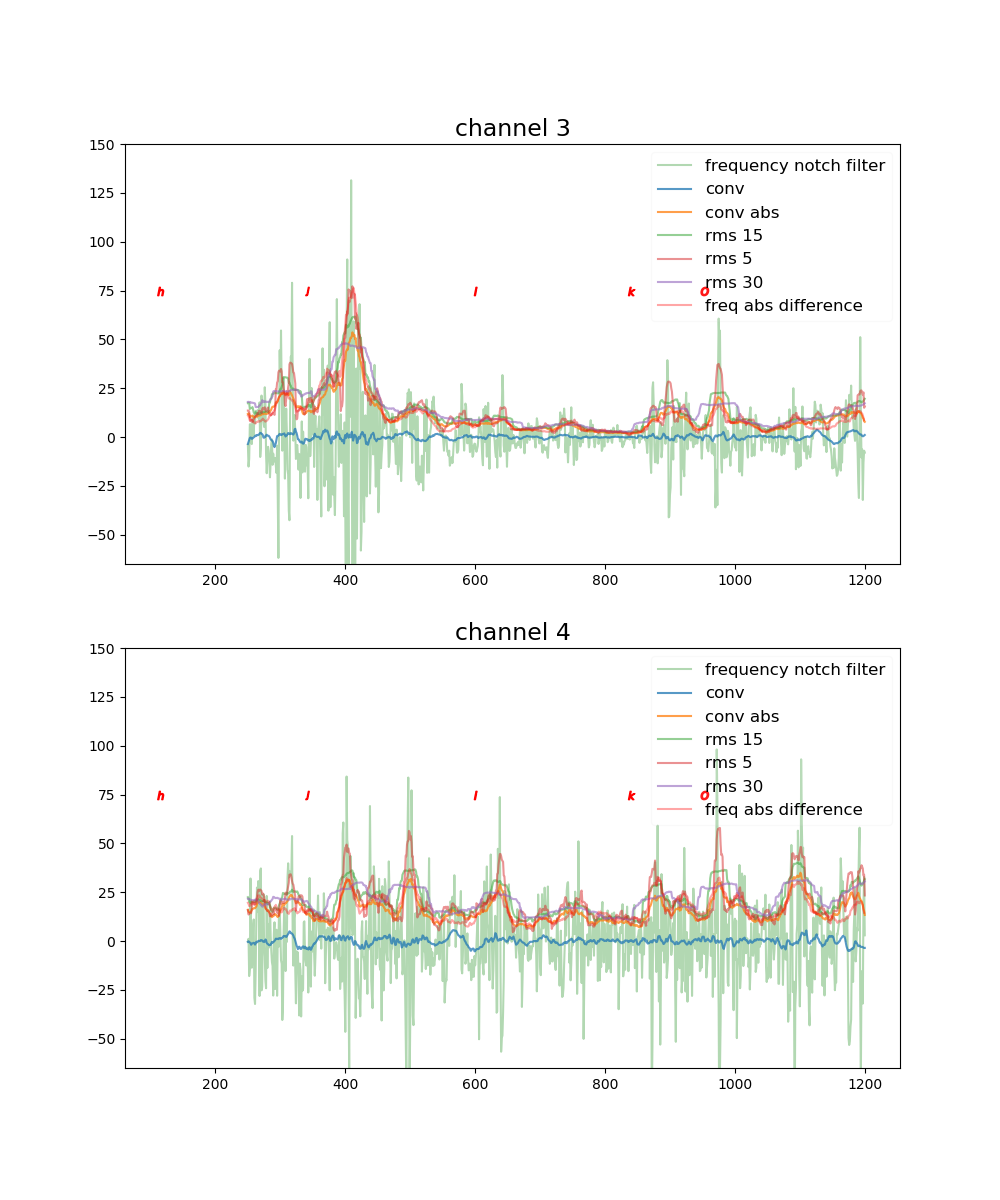 channel 3
150
125
100
75
50
25
0
−25
−50
frequency notch filter
conv
conv abs
rms 15
rms 5
rms 30
freq abs difference
h J l k O
200 400 600 800 1000 1200
channel 4
150
125
100
75
50
25
0
−25
−50
frequency notch filter
conv
conv abs
rms 15
rms 5
rms 30
freq abs difference
h J l k O
200 400 600 800 1000 1200